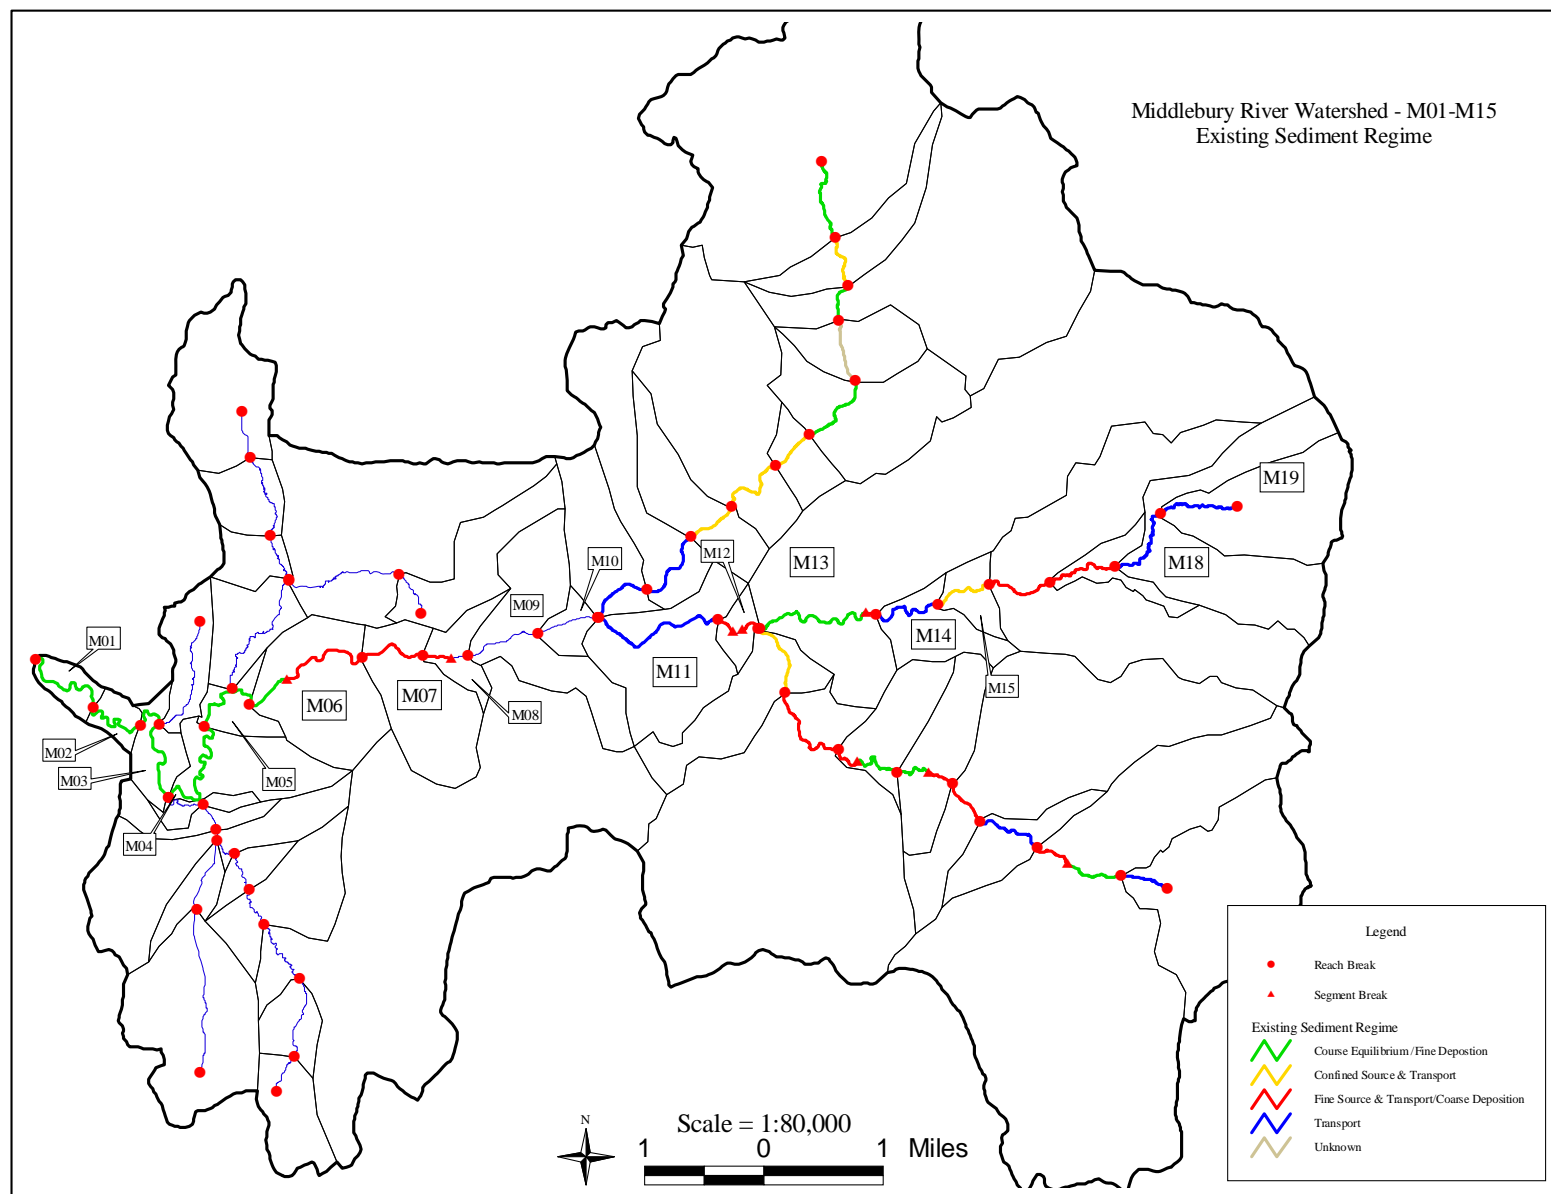 Middlebury River Watershed - M01-M15
Existing Sediment Regime
M19
M13
M12
M18
M10
M09
M14
M01
M11
M15
M06
M07
M08
M02
M03
M05
M04
Legend
Reach Break
Segment Break
Existing Sediment Regime
Course Equilibrium /Fine Depostion
Confined Source & Transport
Fine Source & Transport/Coarse Deposition
Transport
Unknown
N
Scale = 1:80,000
1 0 1 Miles